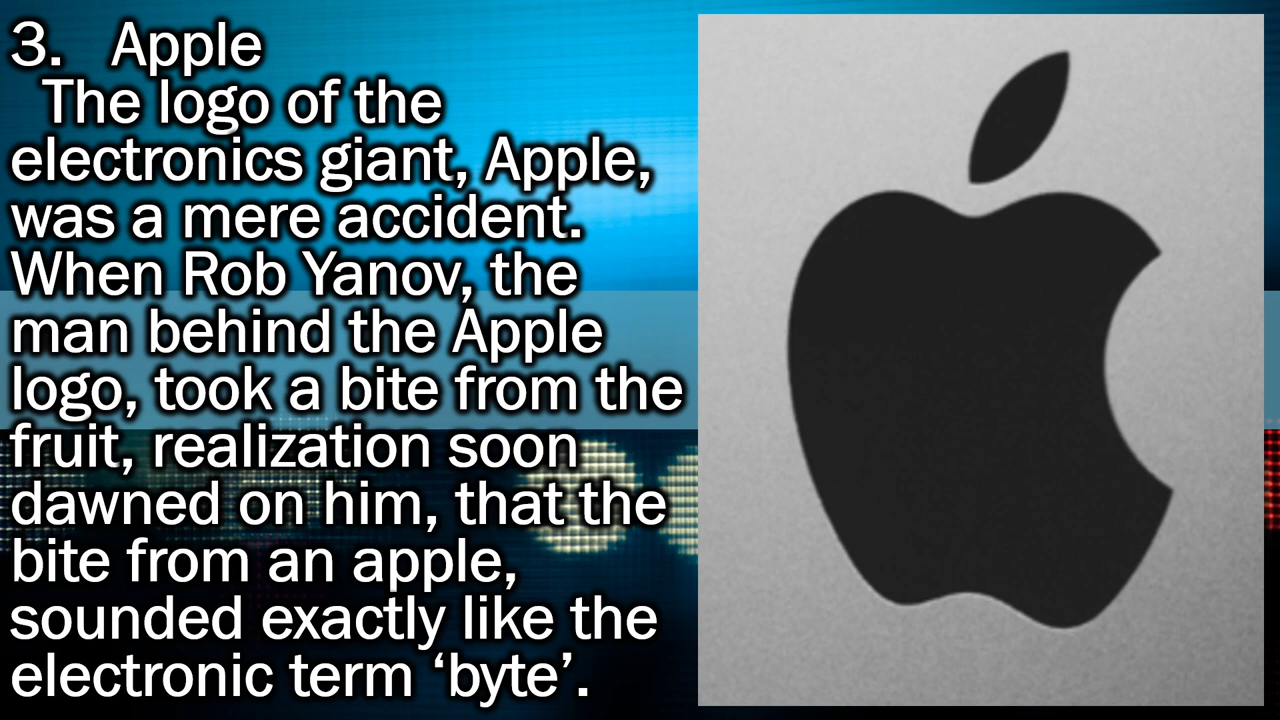 3. Apple
The logo of the
electronics giant, Apple,
was a mere accident.
When Rob Yanov, the
man behind the Apple
logo, took a bite from the
fruit, realization soon
dawned on him, that the
bite from an apple,
sounded exactly like the
electronic term ‘byte’.